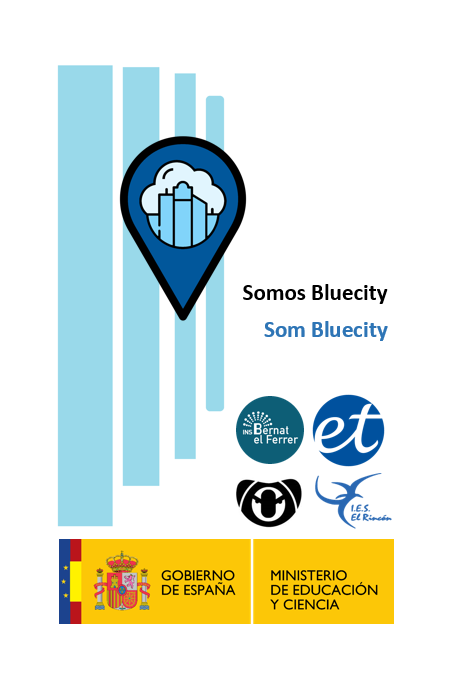 Somos Bluecity
Som Bluecity
INS Bernat
el Ferrer
et
I.E.S.
El Rincón
GOBIERNO
DE ESPAÑA
MINISTERIO
DE EDUCACIÓN
Y CIENCIA